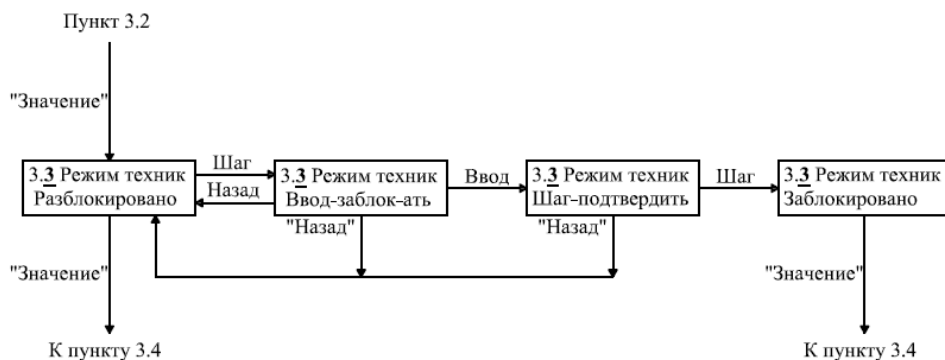 Пункт 3.2
"Значение"
3.3 Режим техник
Разблокировано
Шаг
Назад
3.3 Режим техник
Ввод-заблок-ать
Ввод
3.3 Режим техник
Шаг-подтвердить
Шаг
3.3 Режим техник
Заблокировано
"Назад"
"Назад"
"Значение"
"Значение"
К пункту 3.4
К пункту 3.4